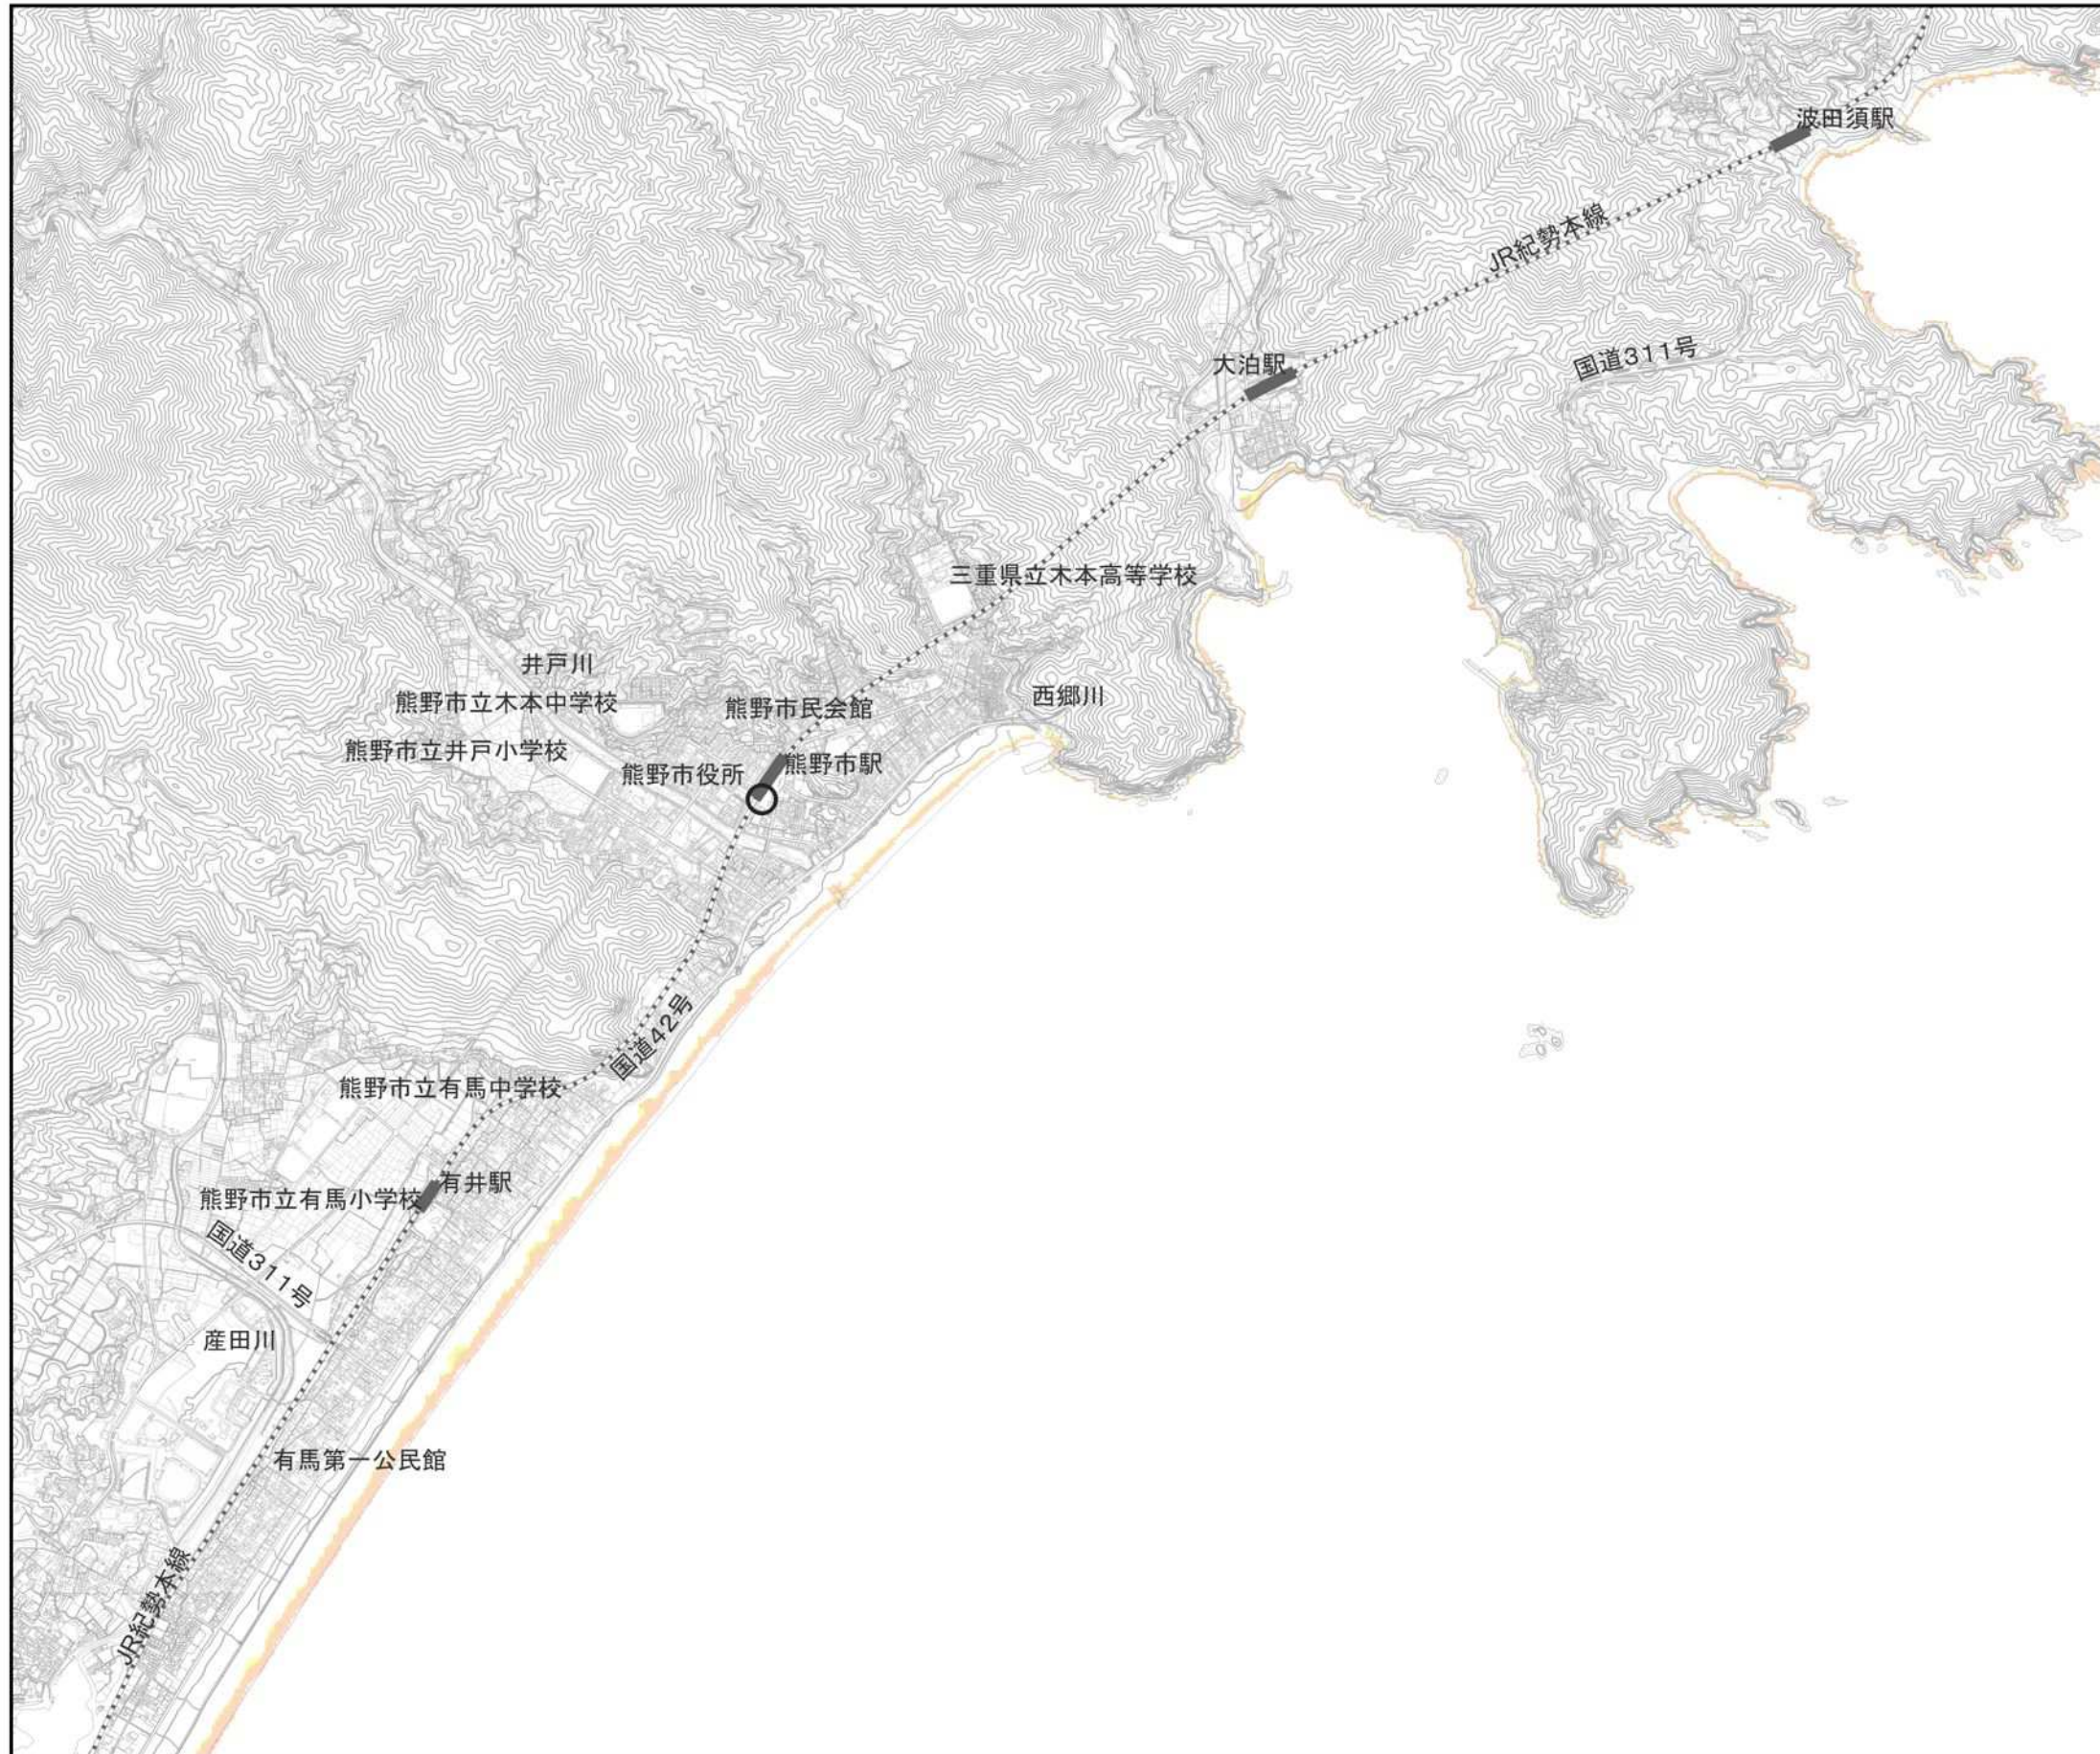 波田須駅
JR紀勢本線
国道311号
大泊駅
三重県立木本高等学校
井戸川
熊野市立木本中学校
熊野市民会館
西郷川
熊野市立井戸小学校
熊野市役所
熊野市駅
国道42号
熊野市立有馬中学校
有井駅
熊野市立有馬小学校
国道311号
産田川
有馬第一公民館
JR紀勢本線